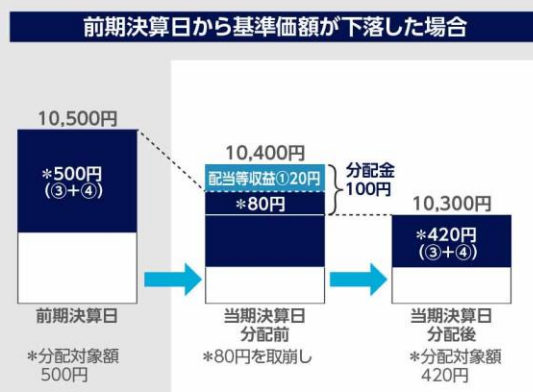 前期決算日から基準価額が下落した場合
10,500円
*500円
(③+④)
前期決算日
*分配対象額
500円
10,400円
配当等収益①20円
*80円
分配金
100円
当期決算日
分配前
*80円を取崩し
10,300円
*420円
(③+④)
当期決算日
分配後
*分配対象額
420円